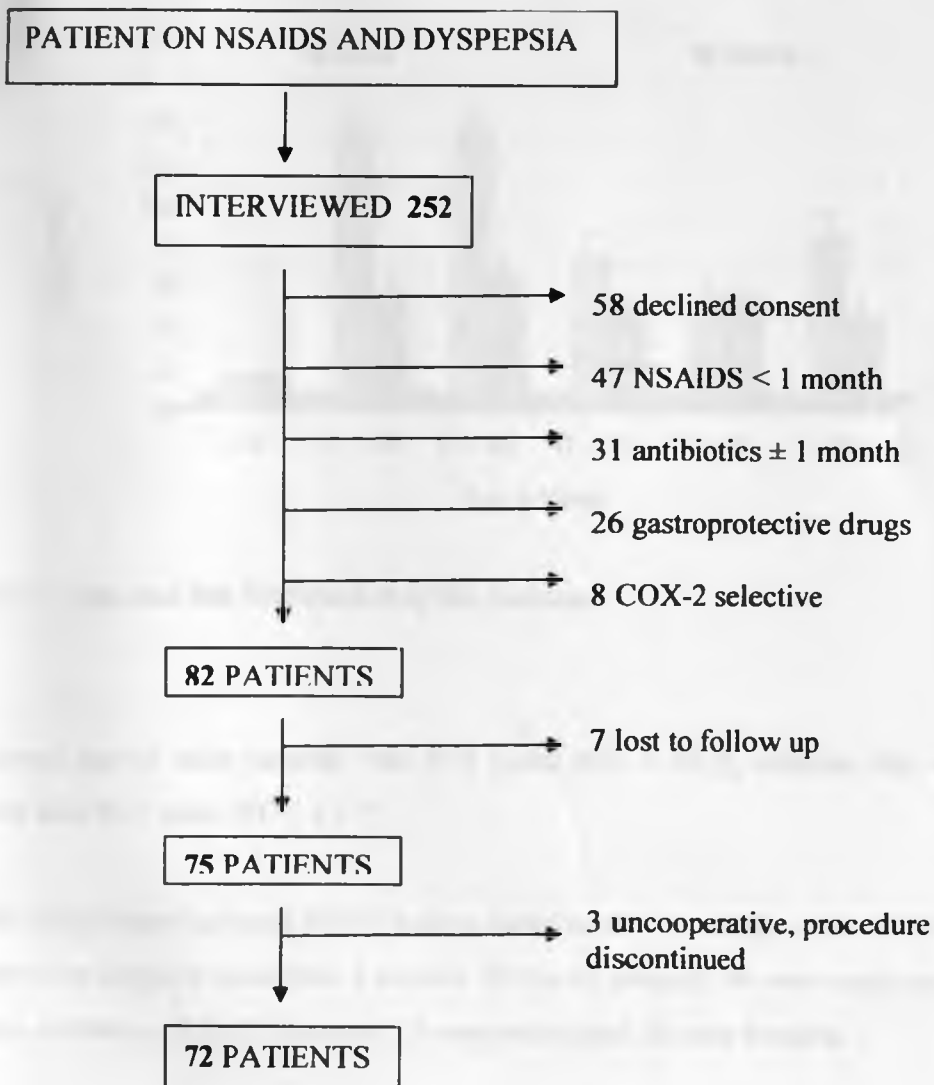 PATIENT ON NSAIDS AND DYSPEPSIA
INTERVIEWED 252
58 declined consent
47 NSAIDS < 1 month
31 antibiotics ± 1 month
26 gastroprotective drugs
8 COX-2 selective
82 PATIENTS
7 lost to follow up
75 PATIENTS
3 uncooperative, procedure
discontinued
72 PATIENTS